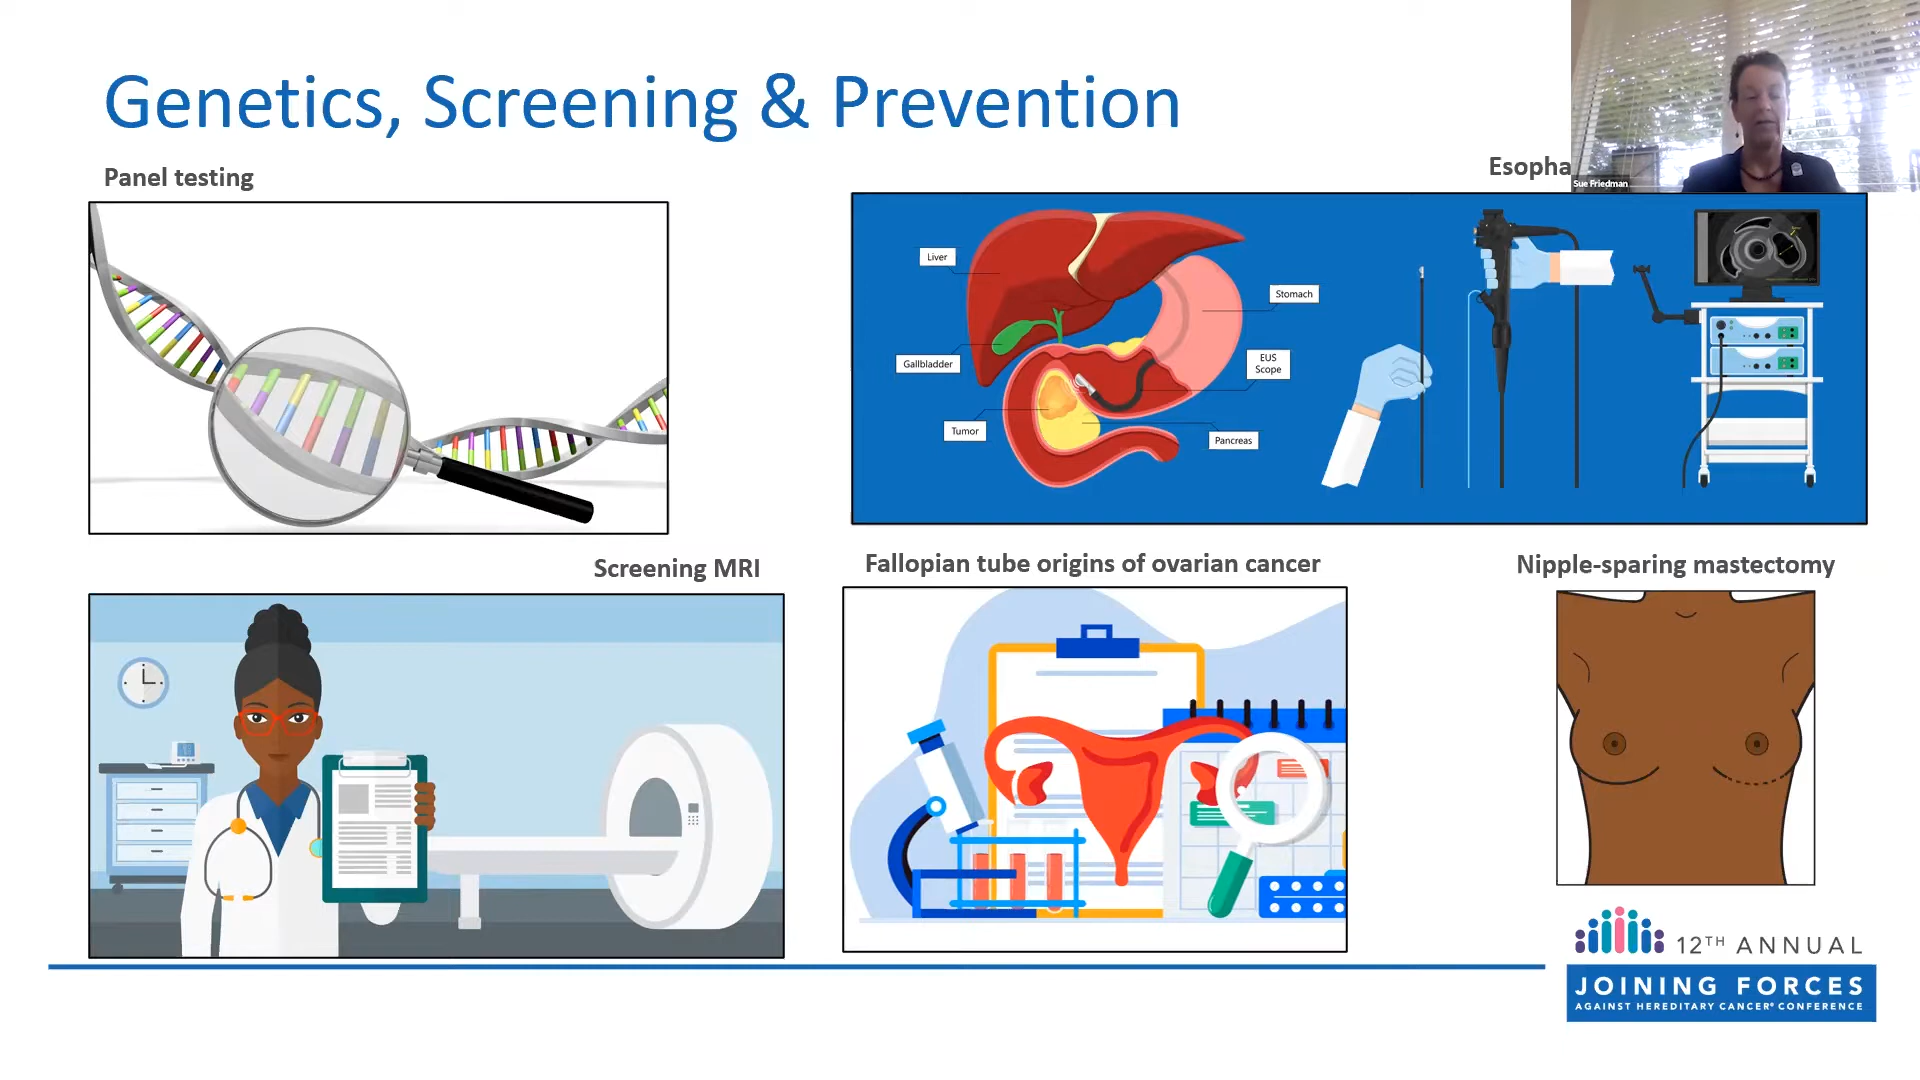 Genetics, Screening & Prevention
Sue Friedman
Panel testing
Esopha
Liver
Stomach
Gallbladder
EUS
Scope
Tumor
Pancreas
Screening MRI
Fallopian tube origins of ovarian cancer
Nipple-sparing mastectomy
12TH ANNUAL
JOINING FORCES
AGAINST HEREDITARY CANCER® CONFERENCE